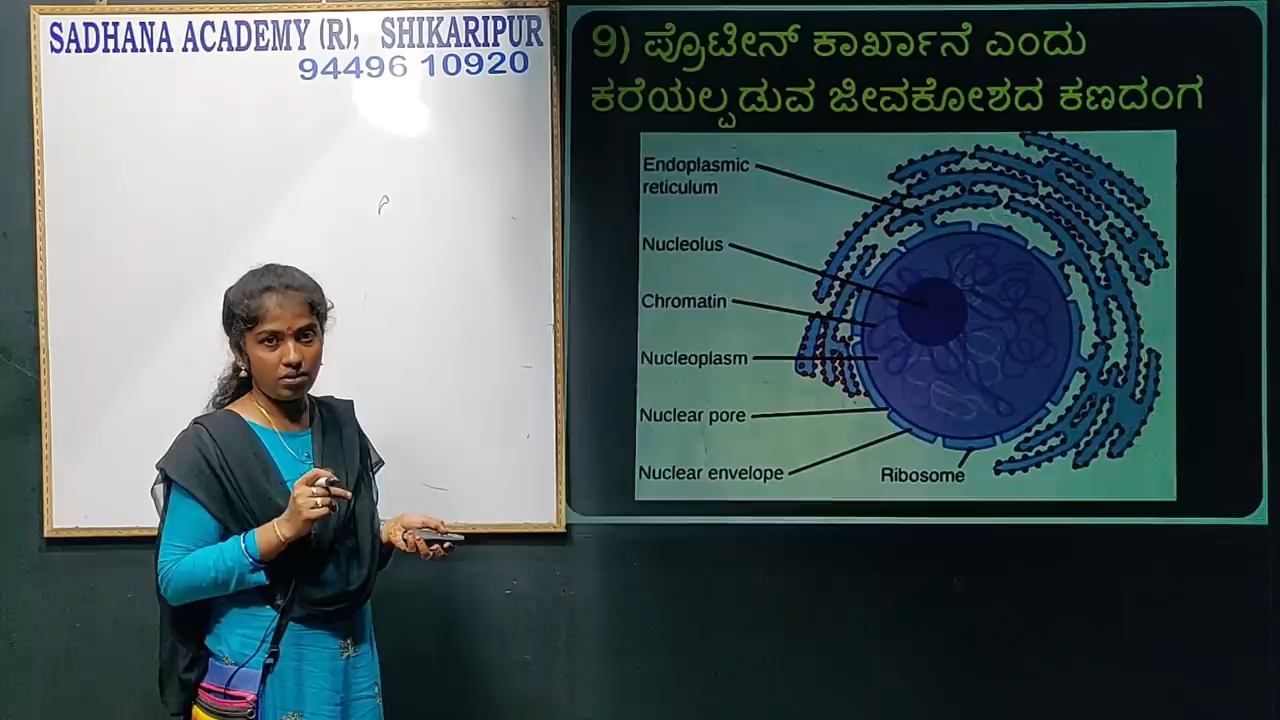 SADHANA ACADEMY (R), SHIKARIPUR
94496 10920
9) ಪ್ರೊಟೀನ್ ಕಾರ್ಖಾನೆ ಎಂದು
ಕರೆಯಲ್ಪಡುವ ಜೀವಕೋಶದ ಕಣದಂಗ
Endoplasmic
reticulum
Nucleolus
Chromatin
Nucleoplasm
Nuclear pore
Nuclear envelope
Ribosome